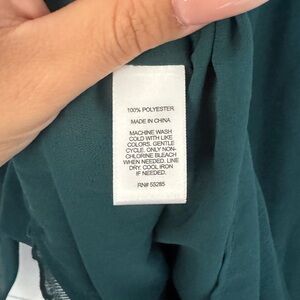 100% POLYESTER
MADE IN CHINA
MACHINE WASH
COLD WITH LIKE
COLORS. GENTLE
CYCLE. ONLY NON-
CHLORINE BLEACH
WHEN NEEDED. LINE
DRY. COOL IRON
IF NEEDED.
RN# 55285